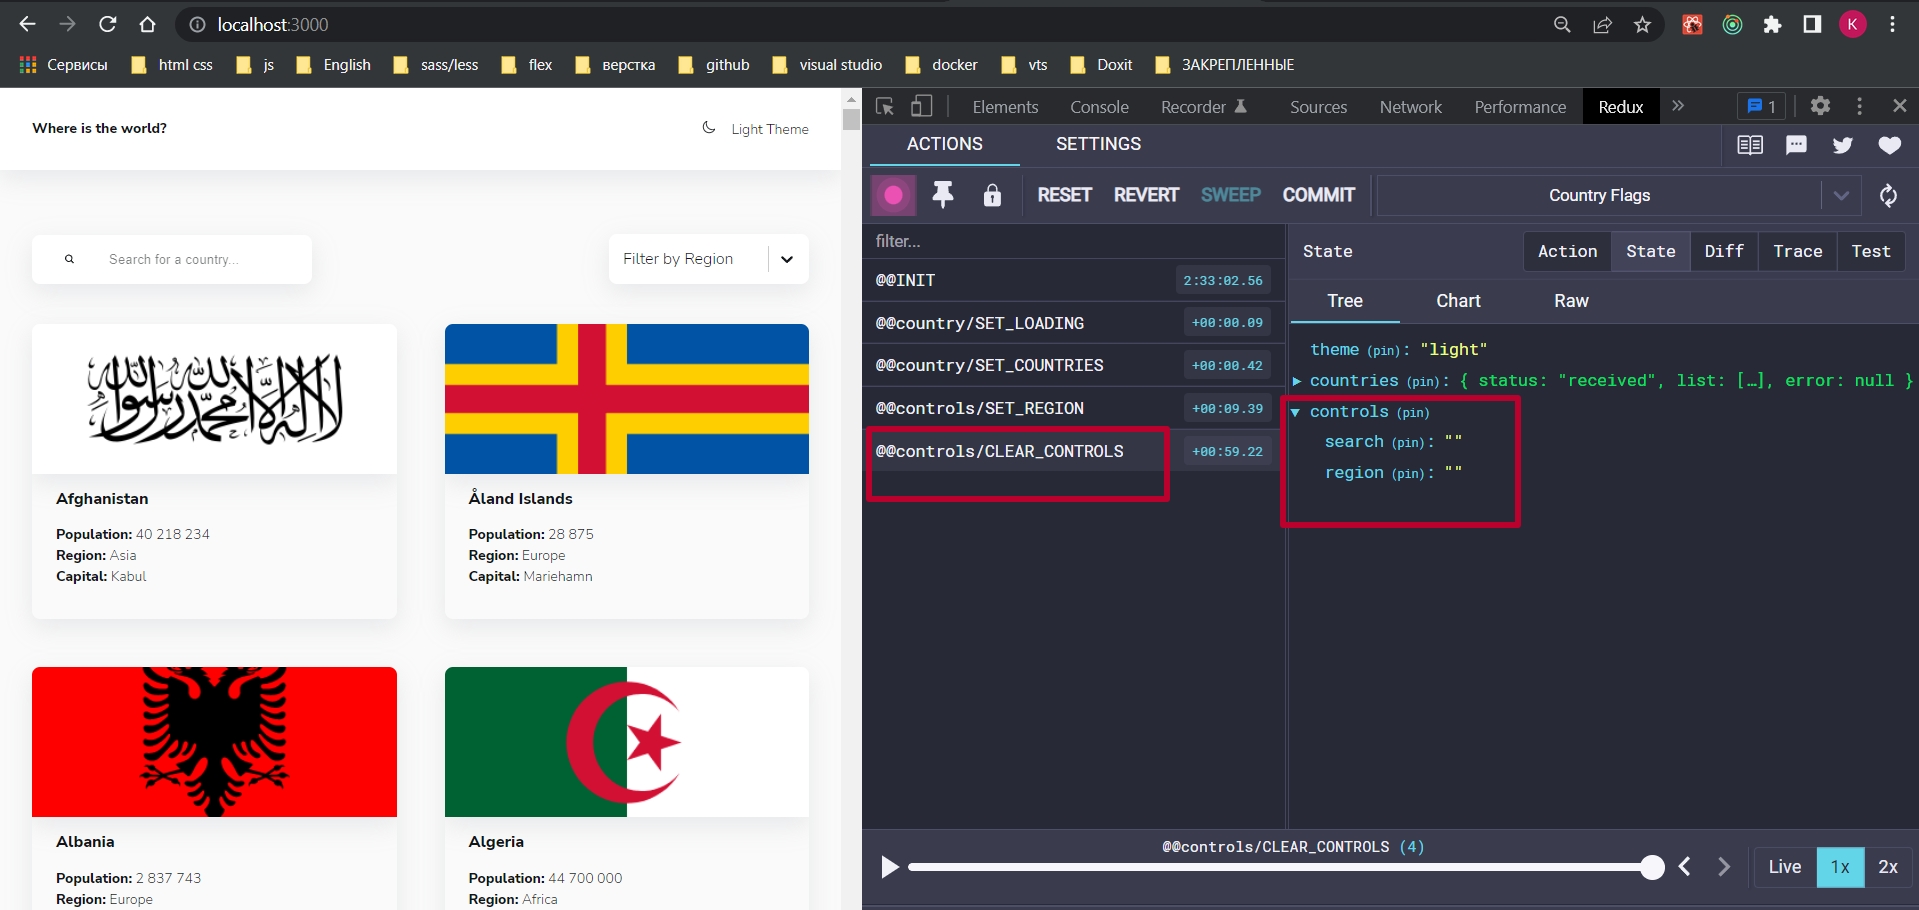 localhost:3000
K
Сервисы html css js English sass/less flex верстка github visual studio docker vts Doxit ЗАКРЕПЛЕННЫЕ
Where is the world?
Light Theme
Search for a country...
Filter by Region
لا إله إلا الله محمد رسول الله
Afghanistan
Population: 40 218 234
Region: Asia
Capital: Kabul
Åland Islands
Population: 28 875
Region: Europe
Capital: Mariehamn
Albania
Population: 2 837 743
Region: Europe
Algeria
Population: 44 700 000
Region: Africa
Elements Console Recorder Sources Network Performance Redux 1
ACTIONS SETTINGS
RESET REVERT SWEEP COMMIT Country Flags
filter...
@@INIT 2:33:02.56
@@country/SET_LOADING +00:00.09
@@country/SET_COUNTRIES +00:00.42
@@controls/SET_REGION +00:09.39
@@controls/CLEAR_CONTROLS +00:59.22
State Action State Diff Trace Test
Tree Chart Raw
theme (pin): "light"
countries (pin): { status: "received", list: […], error: null }
controls (pin)
search (pin): ""
region (pin): ""
@@controls/CLEAR_CONTROLS (4)
Live 1x 2x